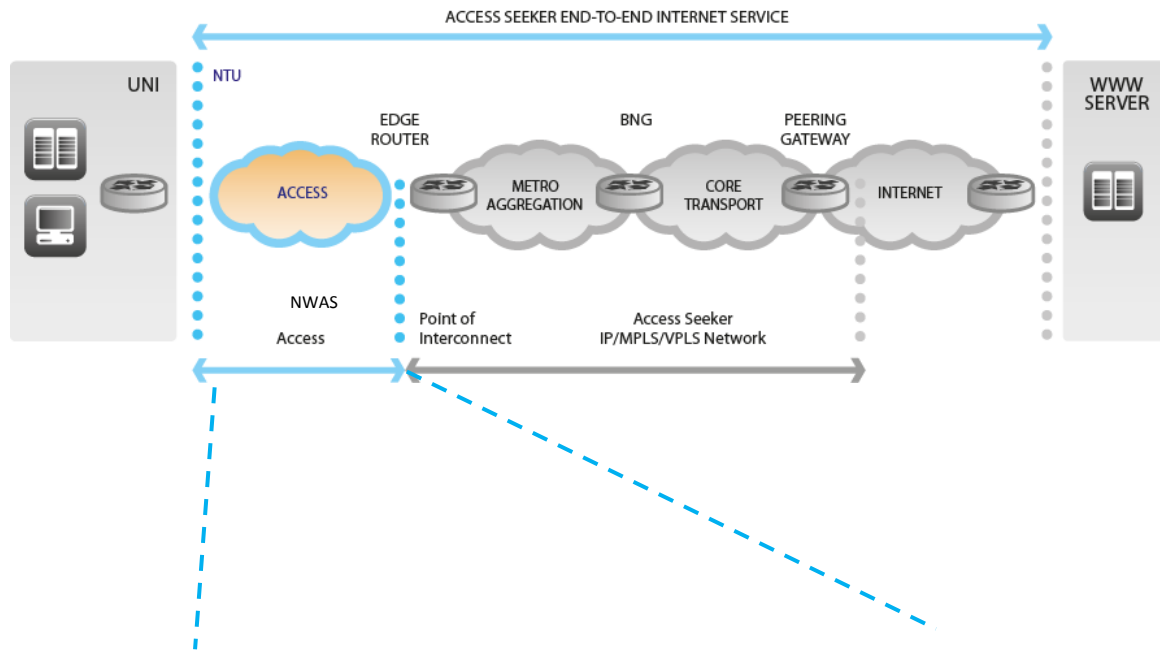 ACCESS SEEKER END-TO-END INTERNET SERVICE
UNI
NTU
WWW
SERVER
EDGE
ROUTER
BNG
PEERING
GATEWAY
ACCESS
METRO
AGGREGATION
CORE
TRANSPORT
INTERNET
NWAS
Access
Point of
Interconnect
Access Seeker
IP/MPLS/VPLS Network